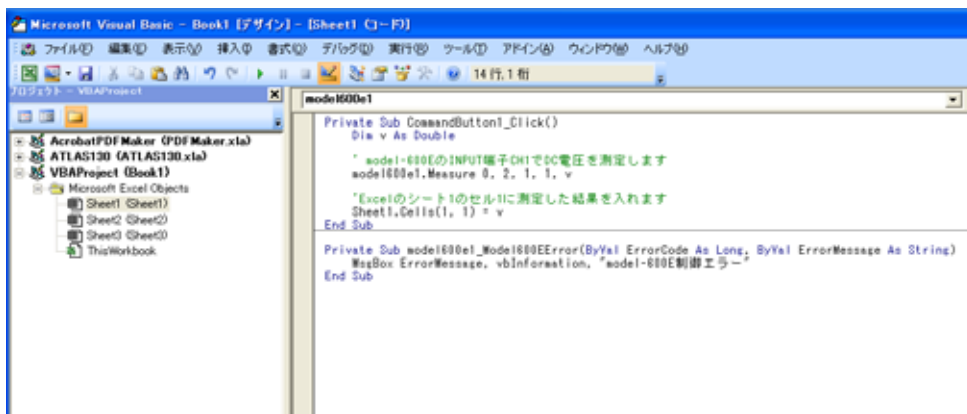 Microsoft Visual Basic - Book1 [デザイン] - [Sheet1 (コード)]
ファイル(F) 編集(E) 表示(V) 挿入(I) 書式(O) デバッグ(D) 実行(R) ツール(T) アドイン(A) ウィンドウ(W) ヘルプ(H)
14 行, 1 桁
プロジェクト - VBAProject
model600e1
AcrobatPDFMaker (PDFMaker.xla)
ATLAS130 (ATLAS130.xla)
VBAProject (Book1)
Microsoft Excel Objects
Sheet1 (Sheet1)
Sheet2 (Sheet2)
Sheet3 (Sheet3)
ThisWorkbook
Private Sub CommandButton1_Click()
Dim v As Double
' model-600EのINPUT端子CH1でDC電圧を測定します
model600e1.Measure 0, 2, 1, 1, v
'Excelのシート1のセル1に測定した結果を入れます
Sheet1.Cells(1, 1) = v
End Sub
Private Sub model600e1_Model600EError(ByVal ErrorCode As Long, ByVal ErrorMessage As String)
MsgBox ErrorMessage, vbInformation, "model-600E制御エラー"
End Sub